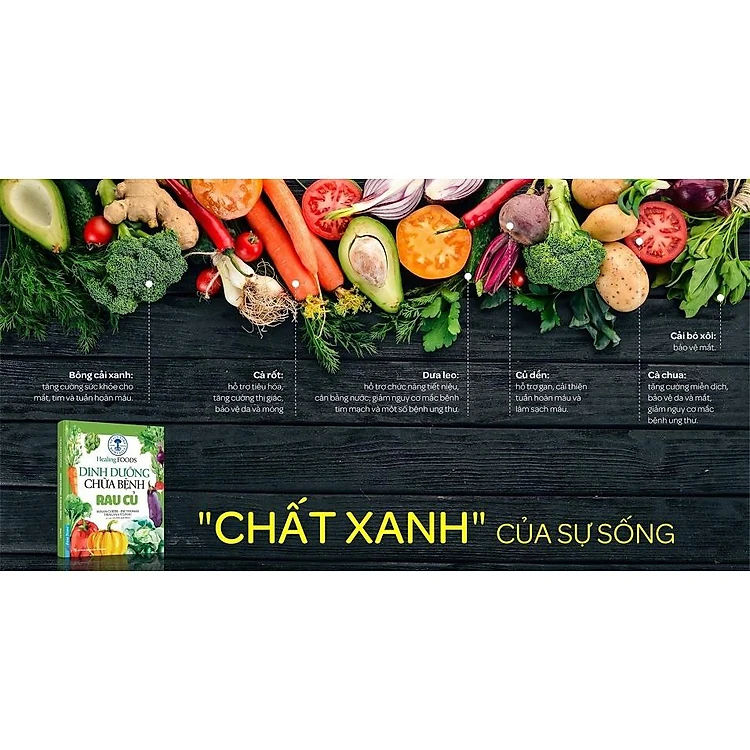 Cải bó xôi:
bảo vệ mắt.
Bông cải xanh:
tăng cường sức khỏe cho
mắt, tim và tuần hoàn máu.
Cà rốt:
hỗ trợ tiêu hóa,
tăng cường thị giác,
bảo vệ da và móng
Dưa leo:
hỗ trợ chức năng tiết niệu,
cân bằng nước; giảm nguy cơ mắc bệnh
tim mạch và một số bệnh ung thư.
Củ dền:
hỗ trợ gan, cải thiện
tuần hoàn máu và
làm sạch máu.
Cà chua:
tăng cường miễn dịch,
bảo vệ da và mắt,
giảm nguy cơ mắc
bệnh ung thư.
Healing FOODS
DINH DƯỠNG
CHỮA BỆNH
RAU CỦ
"CHẤT XANH" CỦA SỰ SỐNG